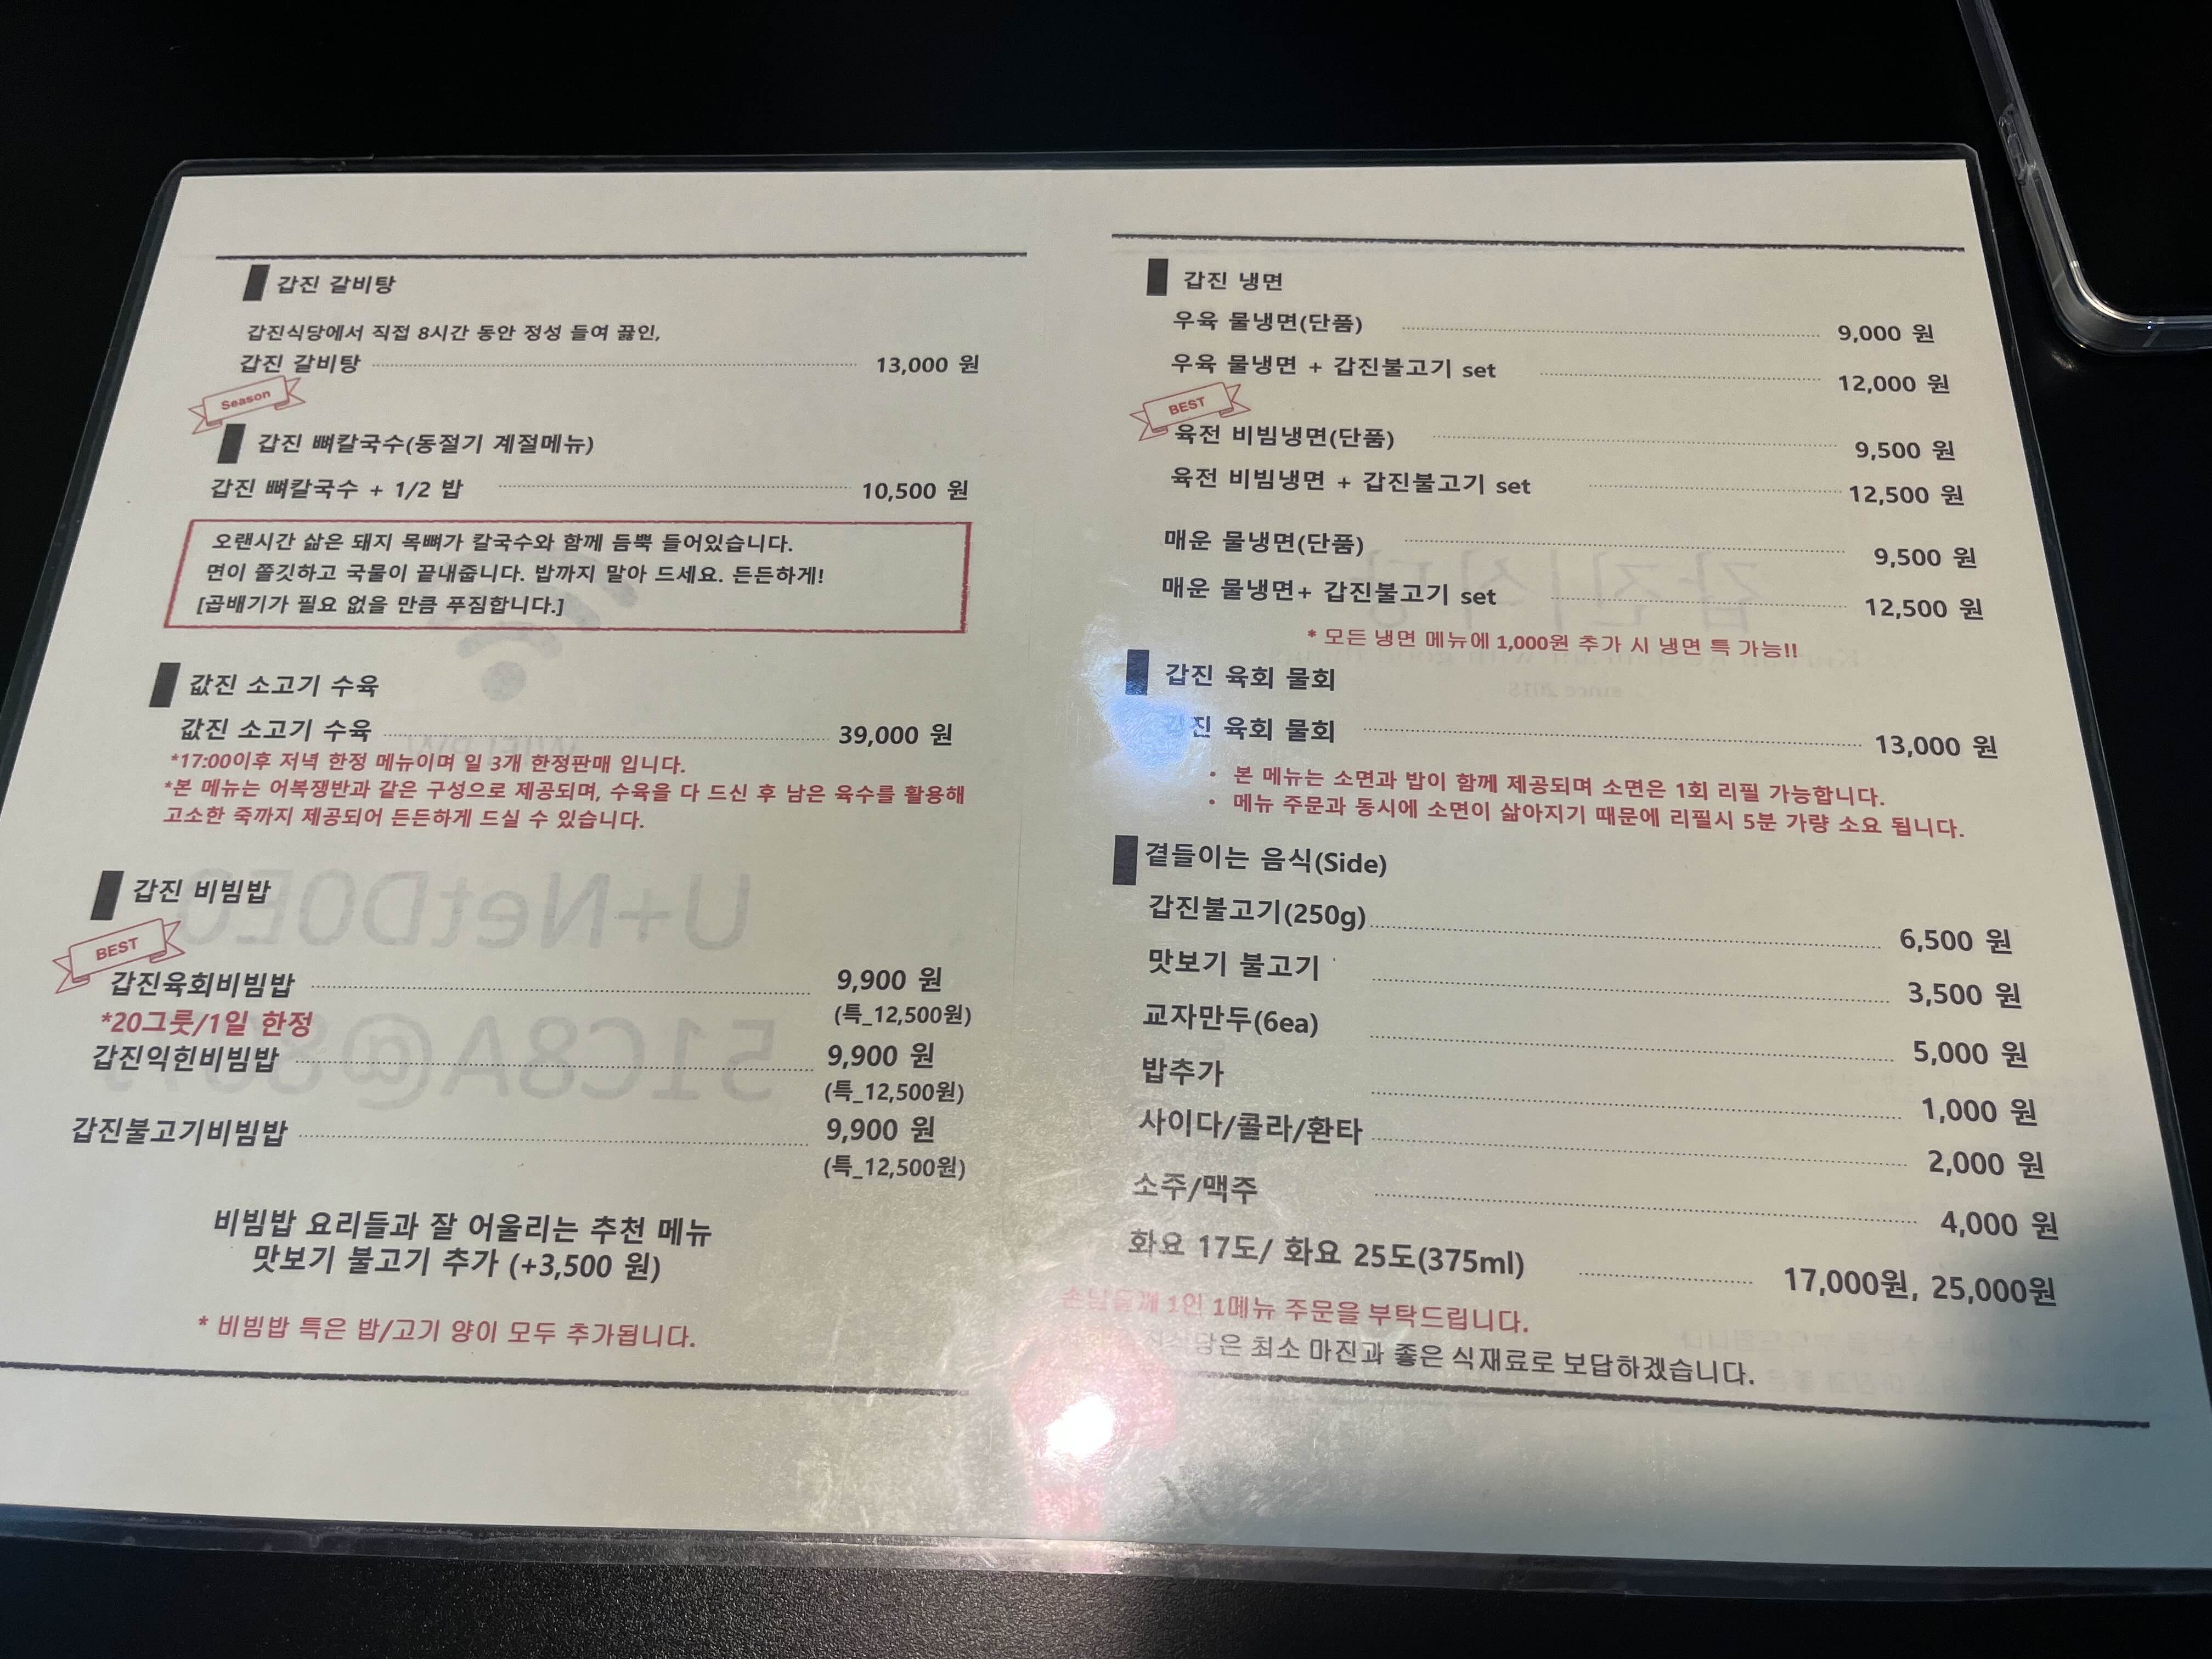 갑진 갈비탕
갑진식당에서 직접 8시간 동안 정성 들여 끓인,
갑진 갈비탕 13,000 원
Season
갑진 뼈칼국수(동절기 계절메뉴)
갑진 뼈칼국수 + 1/2 밥 10,500 원
오랜시간 삶은 돼지 목뼈가 칼국수와 함께 듬뿍 들어있습니다.
면이 쫄깃하고 국물이 끝내줍니다. 밥까지 말아 드세요. 든든하게!
[곱배기가 필요 없을 만큼 푸짐합니다.]
값진 소고기 수육
값진 소고기 수육 39,000 원
*17:00이후 저녁 한정 메뉴이며 일 3개 한정판매 입니다.
*본 메뉴는 어복쟁반과 같은 구성으로 제공되며, 수육을 다 드신 후 남은 육수를 활용해
고소한 죽까지 제공되어 든든하게 드실 수 있습니다.
갑진 비빔밥
BEST
갑진육회비빔밥 9,900 원
(특_12,500원)
*20그릇/1일 한정
갑진익힌비빔밥 9,900 원
(특_12,500원)
갑진불고기비빔밥 9,900 원
(특_12,500원)
비빔밥 요리들과 잘 어울리는 추천 메뉴
맛보기 불고기 추가 (+3,500 원)
* 비빔밥 특은 밥/고기 양이 모두 추가됩니다.
갑진 냉면
우육 물냉면(단품) 9,000 원
우육 물냉면 + 갑진불고기 set 12,000 원
BEST
육전 비빔냉면(단품) 9,500 원
육전 비빔냉면 + 갑진불고기 set 12,500 원
매운 물냉면(단품) 9,500 원
매운 물냉면+ 갑진불고기 set 12,500 원
* 모든 냉면 메뉴에 1,000원 추가 시 냉면 특 가능!!
갑진 육회 물회
갑진 육회 물회 13,000 원
• 본 메뉴는 소면과 밥이 함께 제공되며 소면은 1회 리필 가능합니다.
• 메뉴 주문과 동시에 소면이 삶아지기 때문에 리필시 5분 가량 소요 됩니다.
곁들이는 음식(Side)
갑진불고기(250g) 6,500 원
맛보기 불고기 3,500 원
교자만두(6ea) 5,000 원
밥추가 1,000 원
사이다/콜라/환타 2,000 원
소주/맥주 4,000 원
화요 17도/ 화요 25도(375ml) 17,000원, 25,000원
손님들께 1인 1메뉴 주문을 부탁드립니다.
최소 마진과 좋은 식재료로 보답하겠습니다.